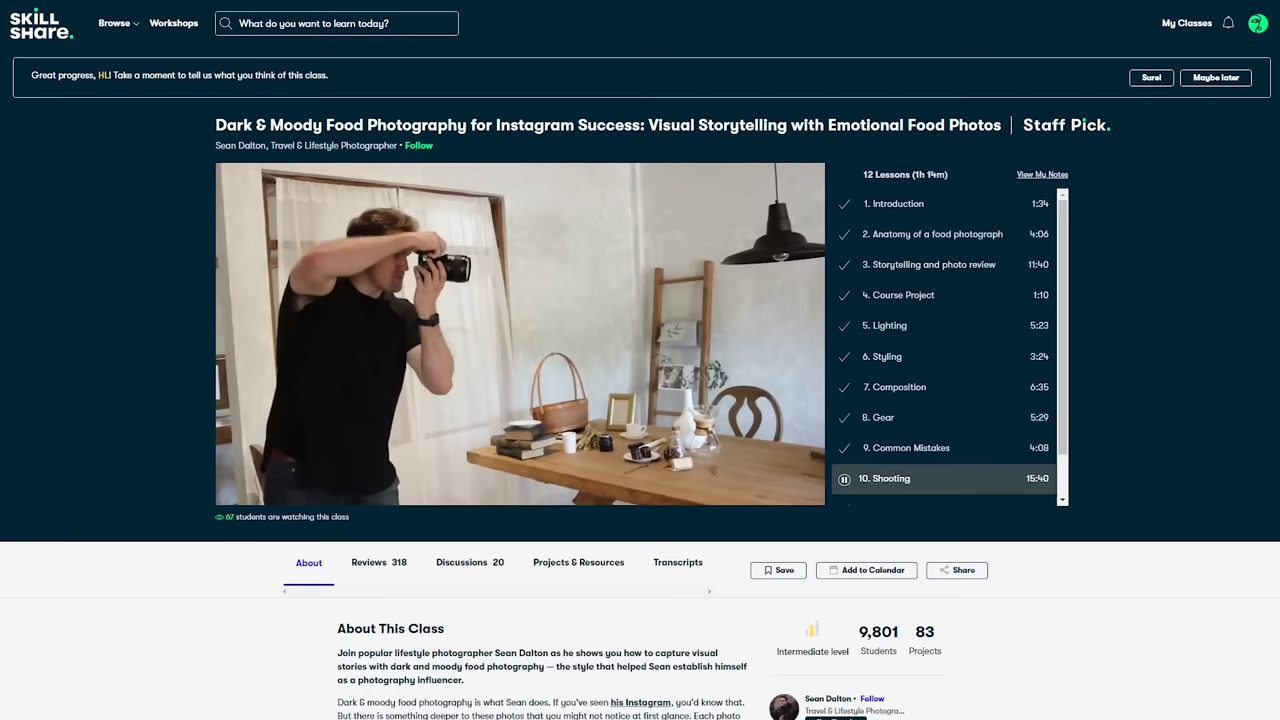 SKiLL
SHare.
Browse
Workshops
What do you want to learn today?
My Classes
Great progress, HL! Take a moment to tell us what you think of this class.
Sure!
Maybe later
Dark & Moody Food Photography for Instagram Success: Visual Storytelling with Emotional Food Photos
Staff Pick.
Sean Dalton, Travel & Lifestyle Photographer • Follow
12 Lessons (1h 14m)
View My Notes
1. Introduction 1:34
2. Anatomy of a food photograph 4:06
3. Storytelling and photo review 11:40
4. Course Project 1:10
5. Lighting 5:23
6. Styling 3:24
7. Composition 6:35
8. Gear 5:29
9. Common Mistakes 4:08
10. Shooting 15:40
67 students are watching this class
About
Reviews 318
Discussions 20
Projects & Resources
Transcripts
Save
Add to Calendar
Share
About This Class
Join popular lifestyle photographer Sean Dalton as he shows you how to capture visual
stories with dark and moody food photography — the style that helped Sean establish himself
as a photography influencer.
Dark & moody food photography is what Sean does. If you've seen his Instagram, you'd know that.
But there is something deeper to these photos that you might not notice at first glance. Each photo
Intermediate level
9,801
Students
83
Projects
Sean Dalton • Follow
Travel & Lifestyle Photogra...